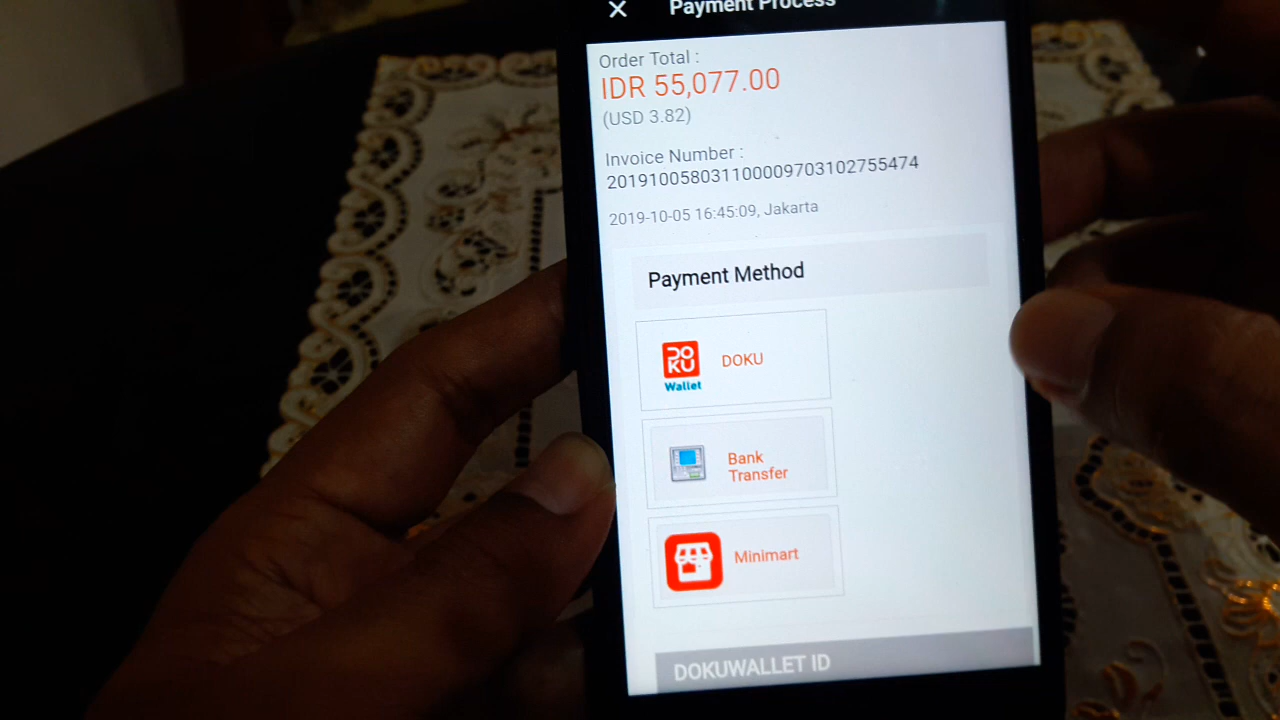 Payment Process
Order Total :
IDR 55,077.00
(USD 3.82)
Invoice Number :
201910058031100009703102755474
2019-10-05 16:45:09, Jakarta
Payment Method
DOKU
Wallet
DOKU
Bank
Transfer
Minimart
DOKUWALLET ID